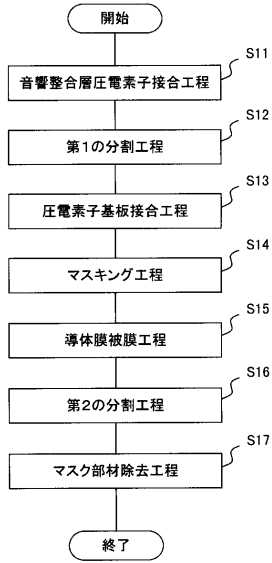 開始
S11
音響整合層圧電素子接合工程
S12
第1の分割工程
S13
圧電素子基板接合工程
S14
マスキング工程
S15
導体膜被膜工程
S16
第2の分割工程
S17
マスク部材除去工程
終了